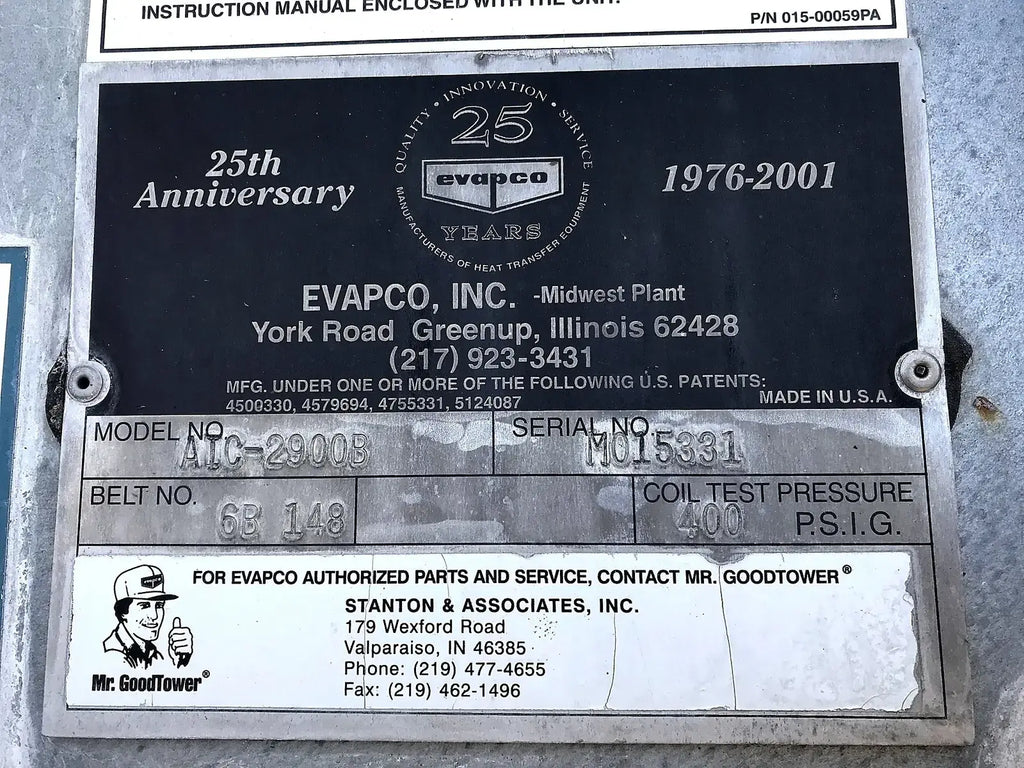 INSTRUCTION MANUAL ENCLOSED WITH THE UNIT.
P/N 015-00059PA
QUALITY • INNOVATION • SERVICE
25
evapco
YEARS
MANUFACTURERS OF HEAT TRANSFER EQUIPMENT
25th
Anniversary
1976-2001
EVAPCO, INC. -Midwest Plant
York Road Greenup, Illinois 62428
(217) 923-3431
MFG. UNDER ONE OR MORE OF THE FOLLOWING U.S. PATENTS:
4500330, 4579694, 4755331, 5124087
MADE IN U.S.A.
MODEL NO. AIC-2900B
SERIAL NO. M015331
BELT NO. 6B 148
COIL TEST PRESSURE
400 P.S.I.G.
FOR EVAPCO AUTHORIZED PARTS AND SERVICE, CONTACT MR. GOODTOWER®
STANTON & ASSOCIATES, INC.
179 Wexford Road
Valparaiso, IN 46385
Phone: (219) 477-4655
Fax: (219) 462-1496
evapco
Mr. GoodTower®